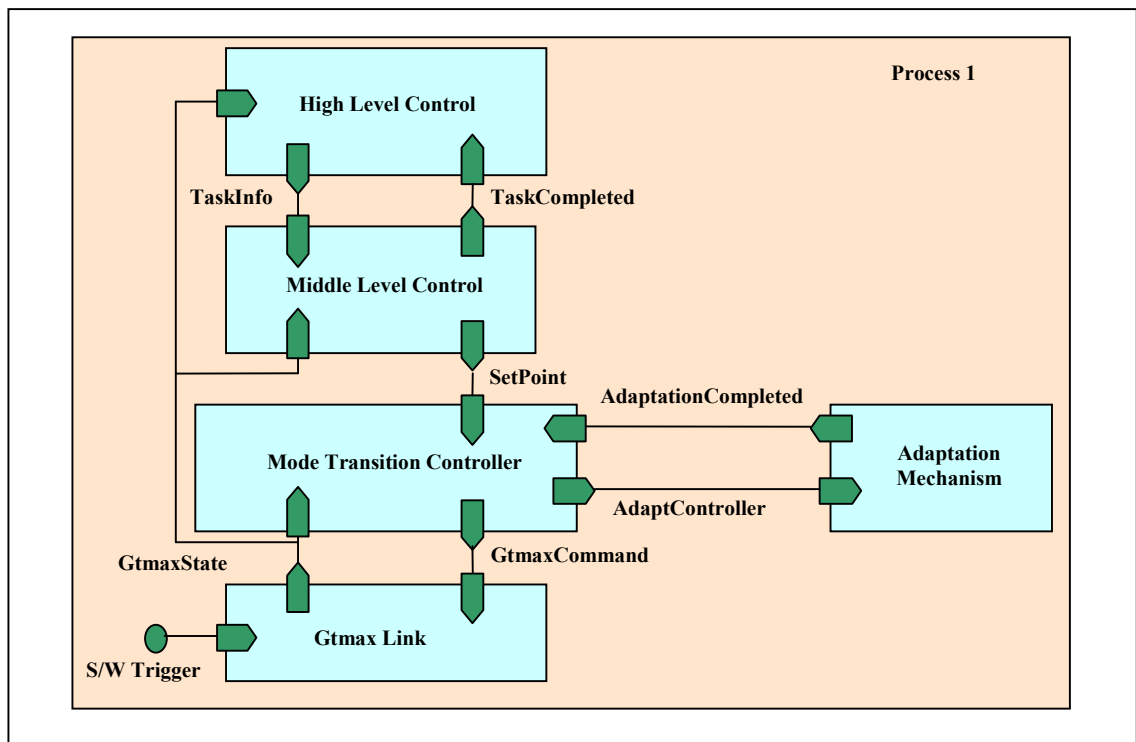 Process 1
High Level Control
TaskInfo
TaskCompleted
Middle Level Control
SetPoint
AdaptationCompleted
Mode Transition Controller
Adaptation
Mechanism
AdaptController
GtmaxState
GtmaxCommand
Gtmax Link
S/W Trigger